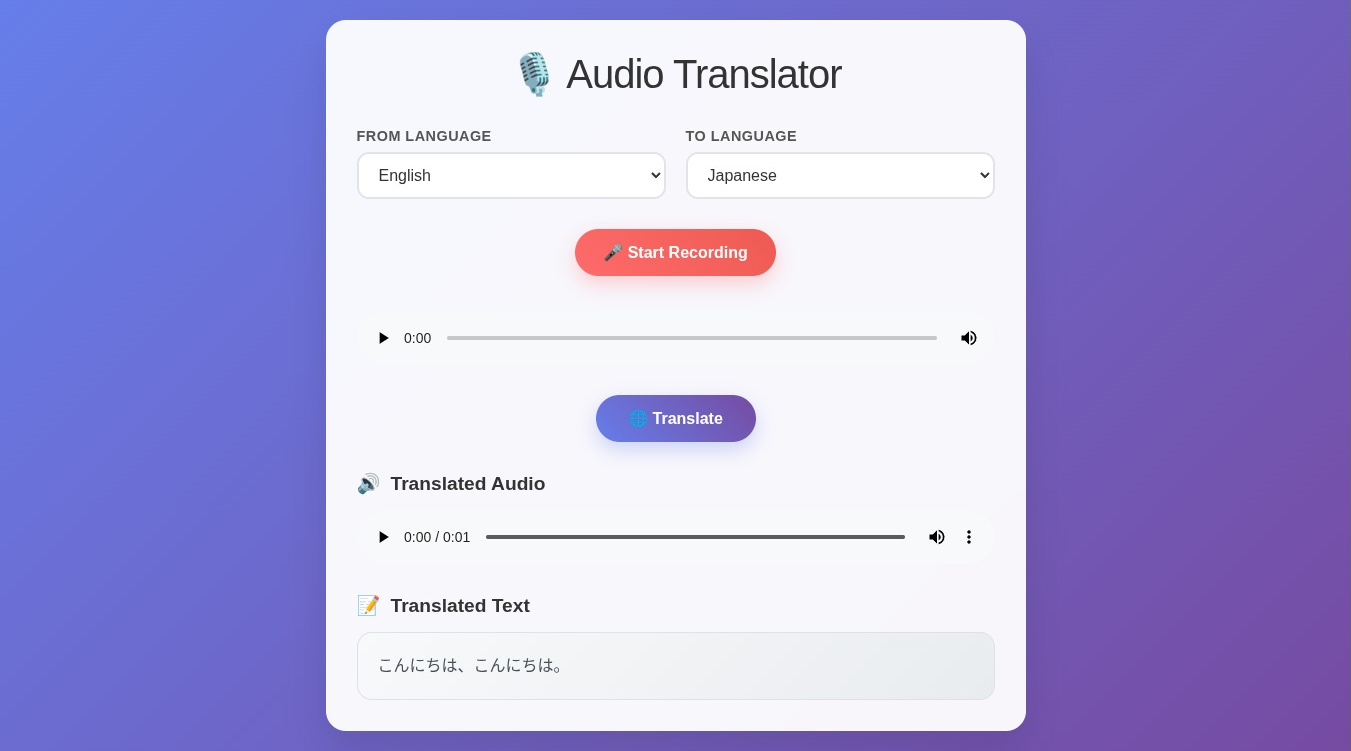 🎙️ Audio Translator
FROM LANGUAGE
TO LANGUAGE
English
Japanese
🎤 Start Recording
0:00
🌐 Translate
🔊 Translated Audio
0:00 / 0:01
📝 Translated Text
こんにちは、こんにちは。